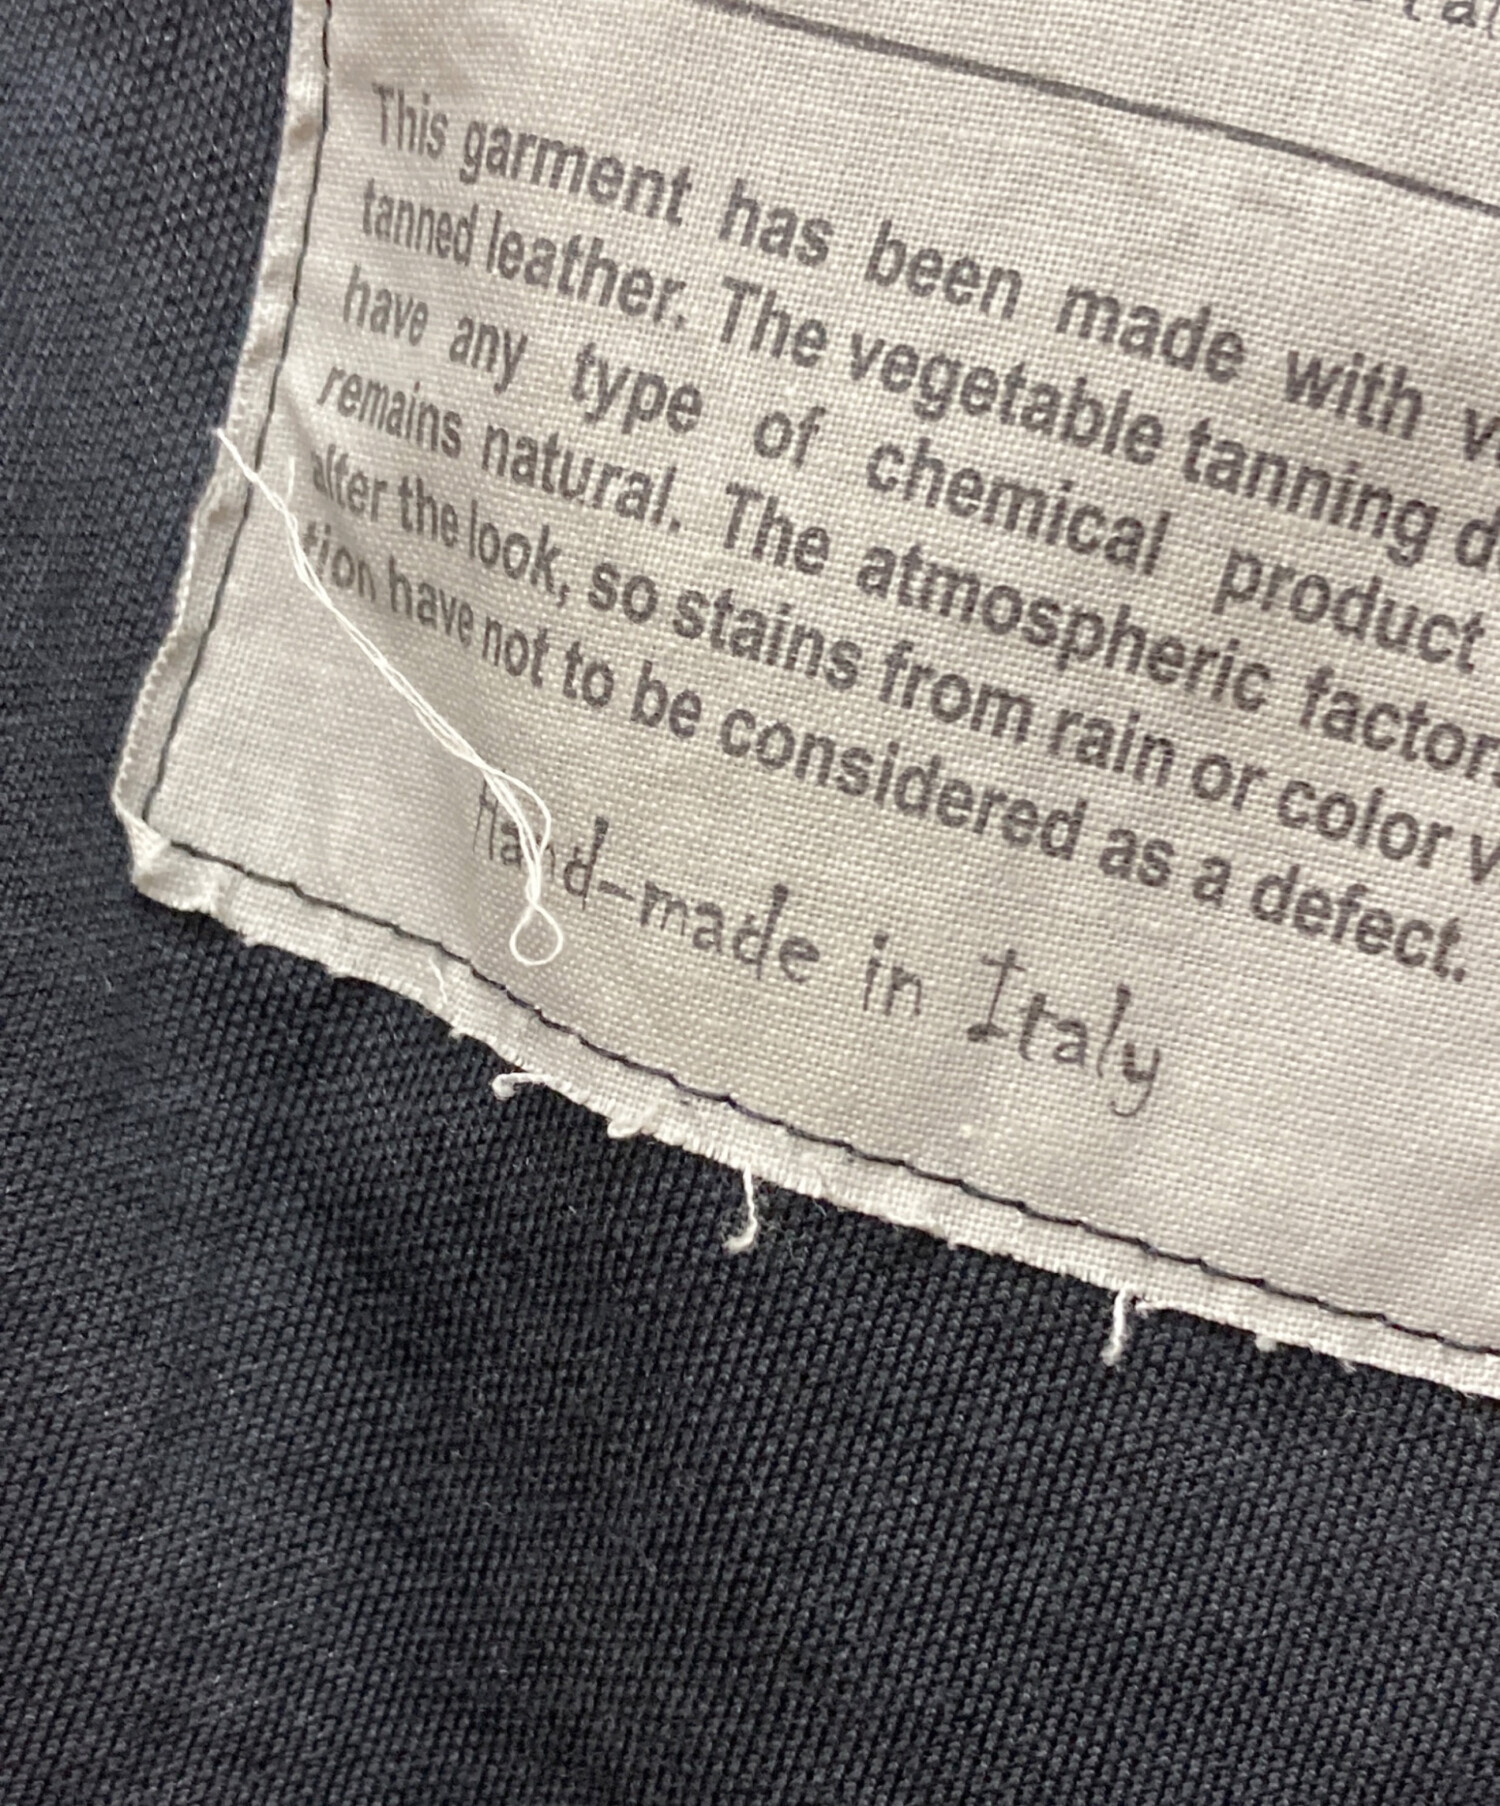 This garment has been made with
tanned leather. The vegetable tanning
have any type of chemical product
remains natural. The atmospheric factors
alter the look, so stains from rain or color
tion have not to be considered as a defect.
Hand-made in Italy